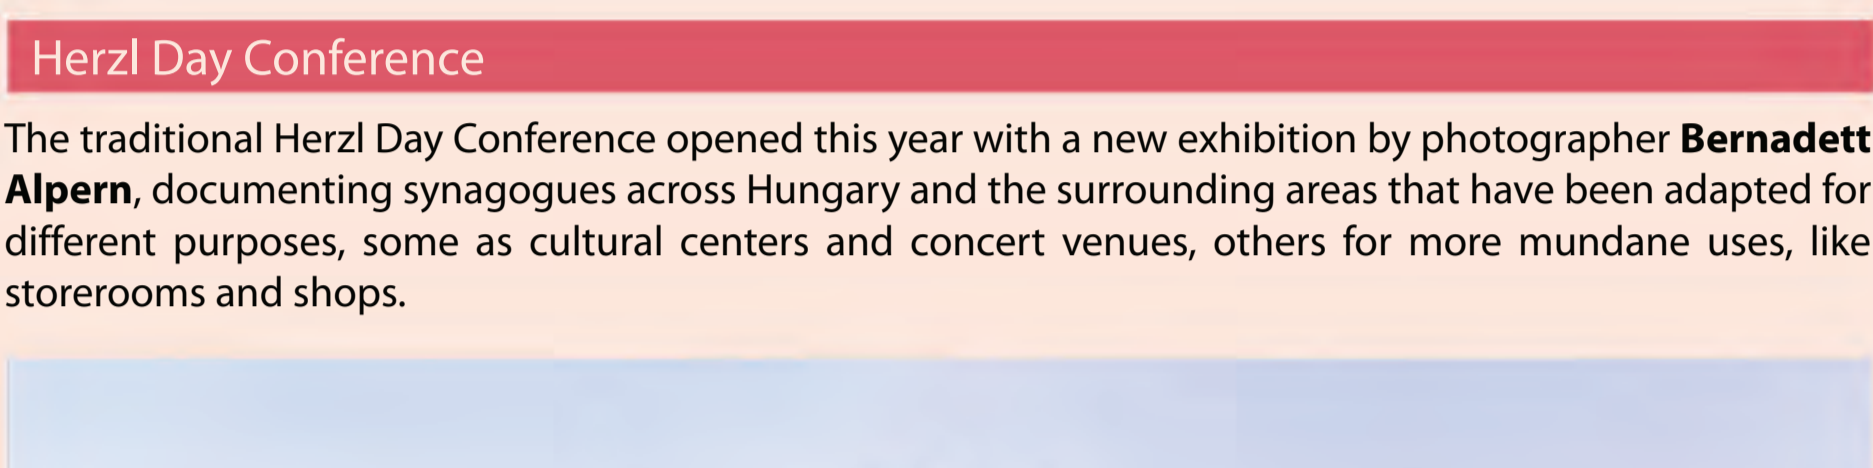 Herzl Day Conference
The traditional Herzl Day Conference opened this year with a new exhibition by photographer Bernadett
Alpern, documenting synagogues across Hungary and the surrounding areas that have been adapted for
different purposes, some as cultural centers and concert venues, others for more mundane uses, like
storerooms and shops.